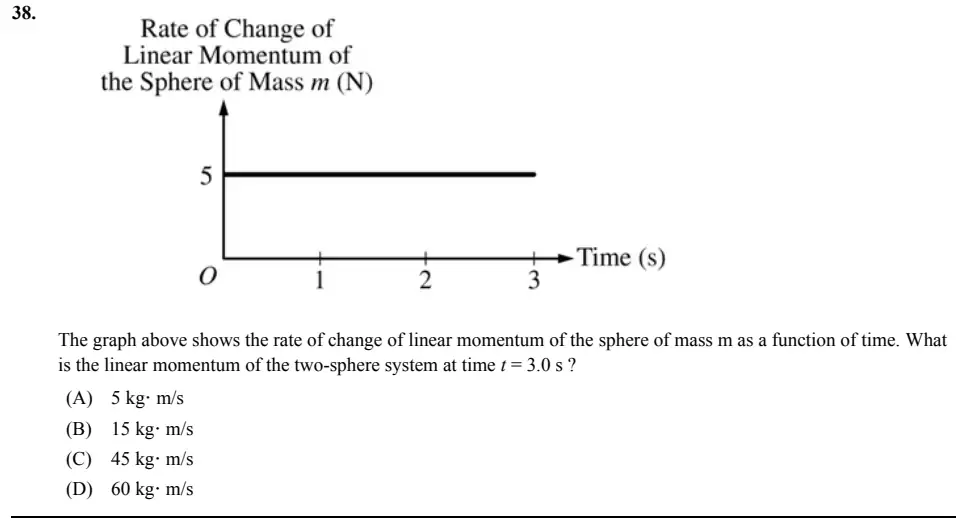 38.
Rate of Change of
Linear Momentum of
the Sphere of Mass m (N)
5
O
1
2
3
Time (s)
The graph above shows the rate of change of linear momentum of the sphere of mass m as a function of time. What
is the linear momentum of the two-sphere system at time t = 3.0 s ?
(A) 5 kg· m/s
(B) 15 kg· m/s
(C) 45 kg· m/s
(D) 60 kg· m/s